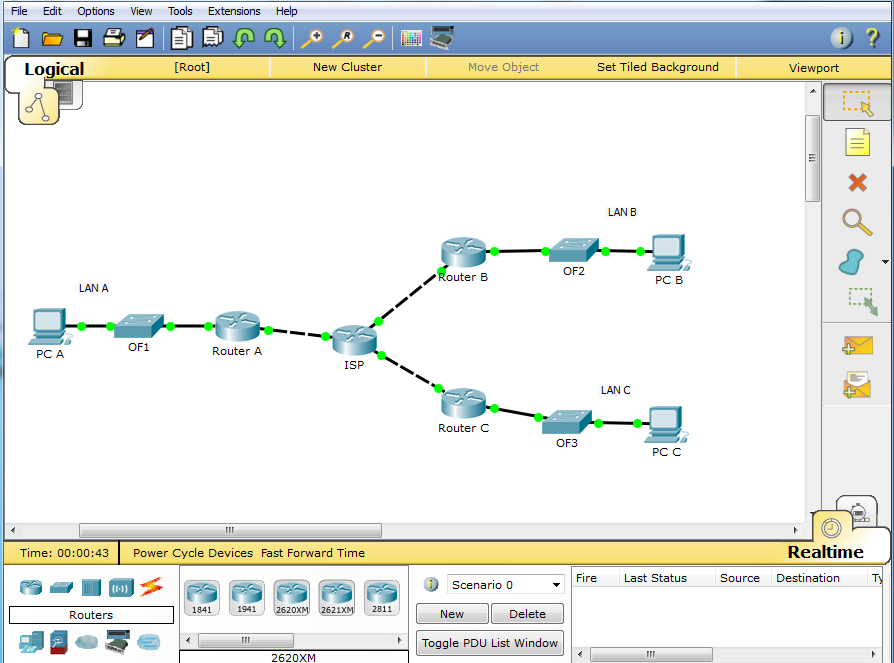 File Edit Options View Tools Extensions Help
Logical [Root] New Cluster Move Object Set Tiled Background Viewport
LAN B
Router B
OF2
PC B
LAN A
PC A
OF1
Router A
ISP
LAN C
Router C
OF3
PC C
Time: 00:00:43 Power Cycle Devices Fast Forward Time Realtime
Routers
1841 1941 2620XM 2621XM 2811
2620XM
Scenario 0
New Delete
Toggle PDU List Window
Fire Last Status Source Destination Ty